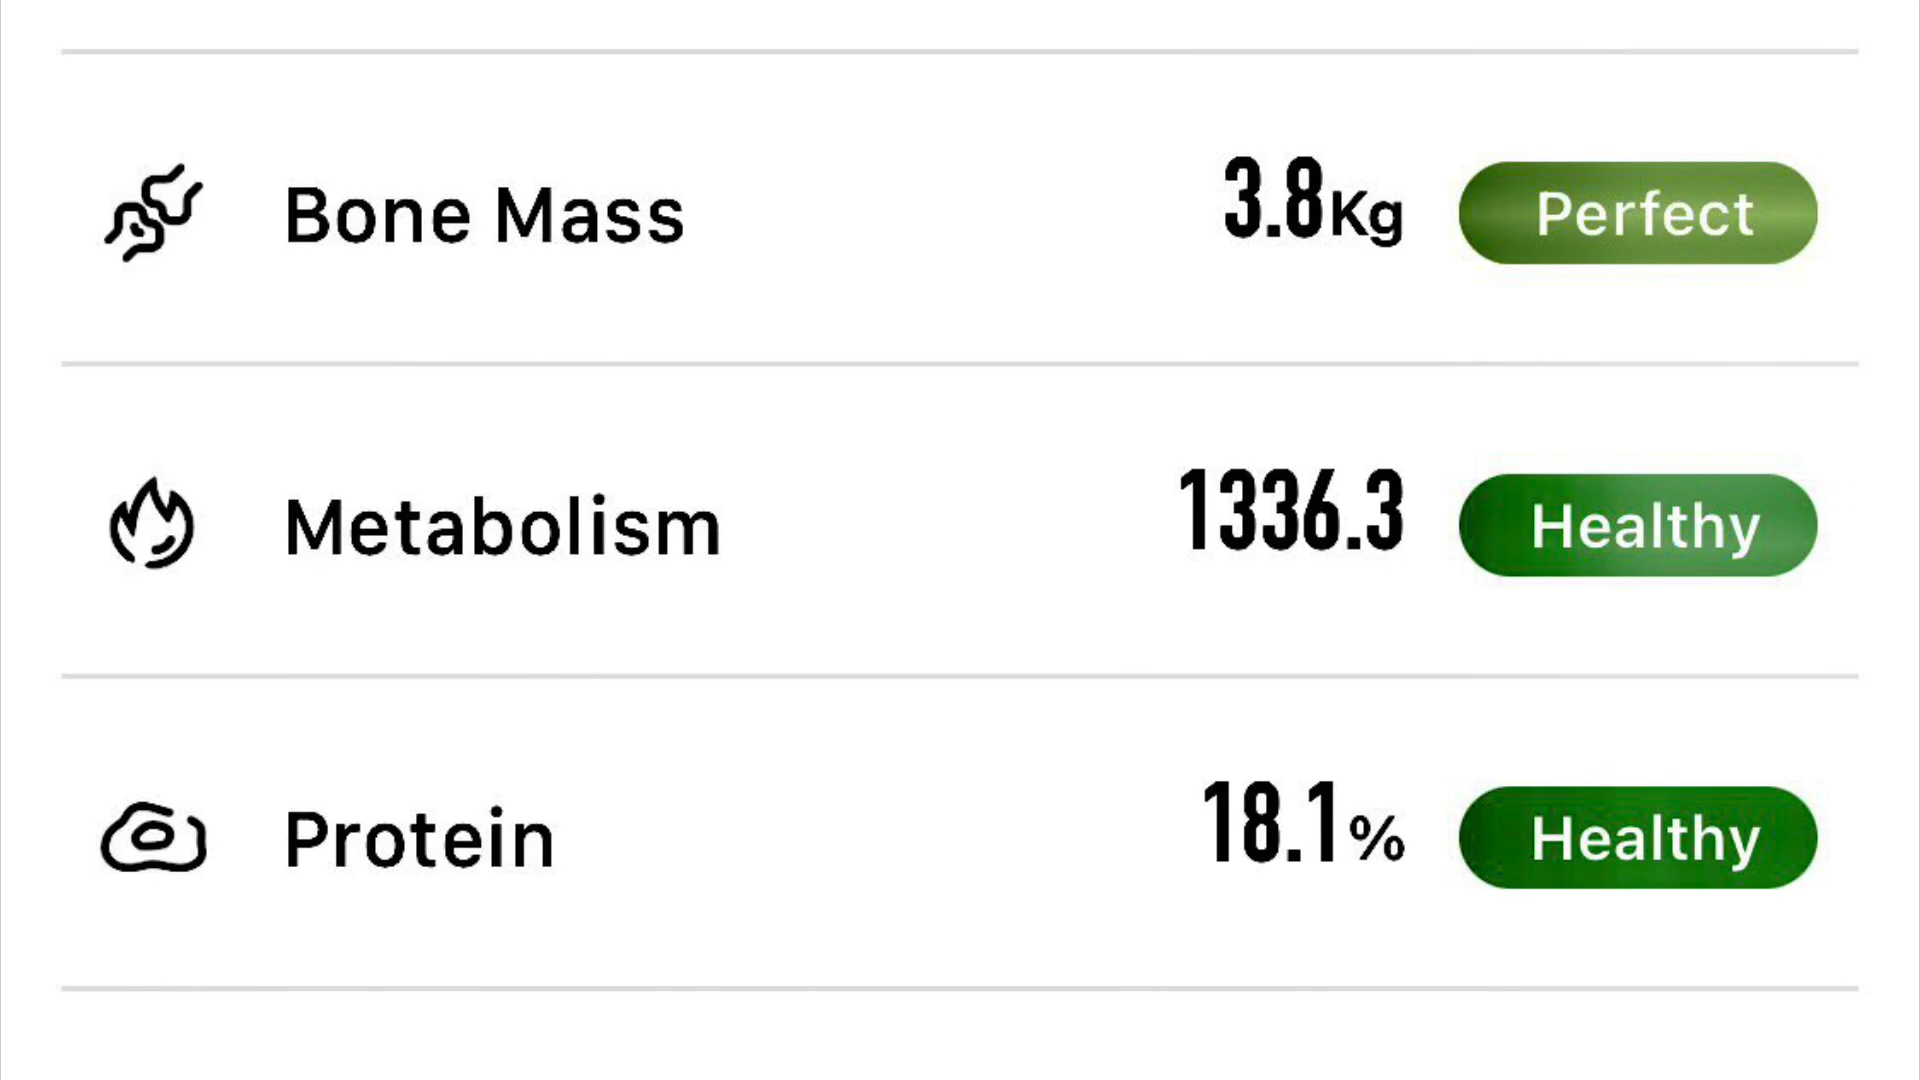 Bone Mass 3.8Kg Perfect
Metabolism 1336.3 Healthy
Protein 18.1% Healthy